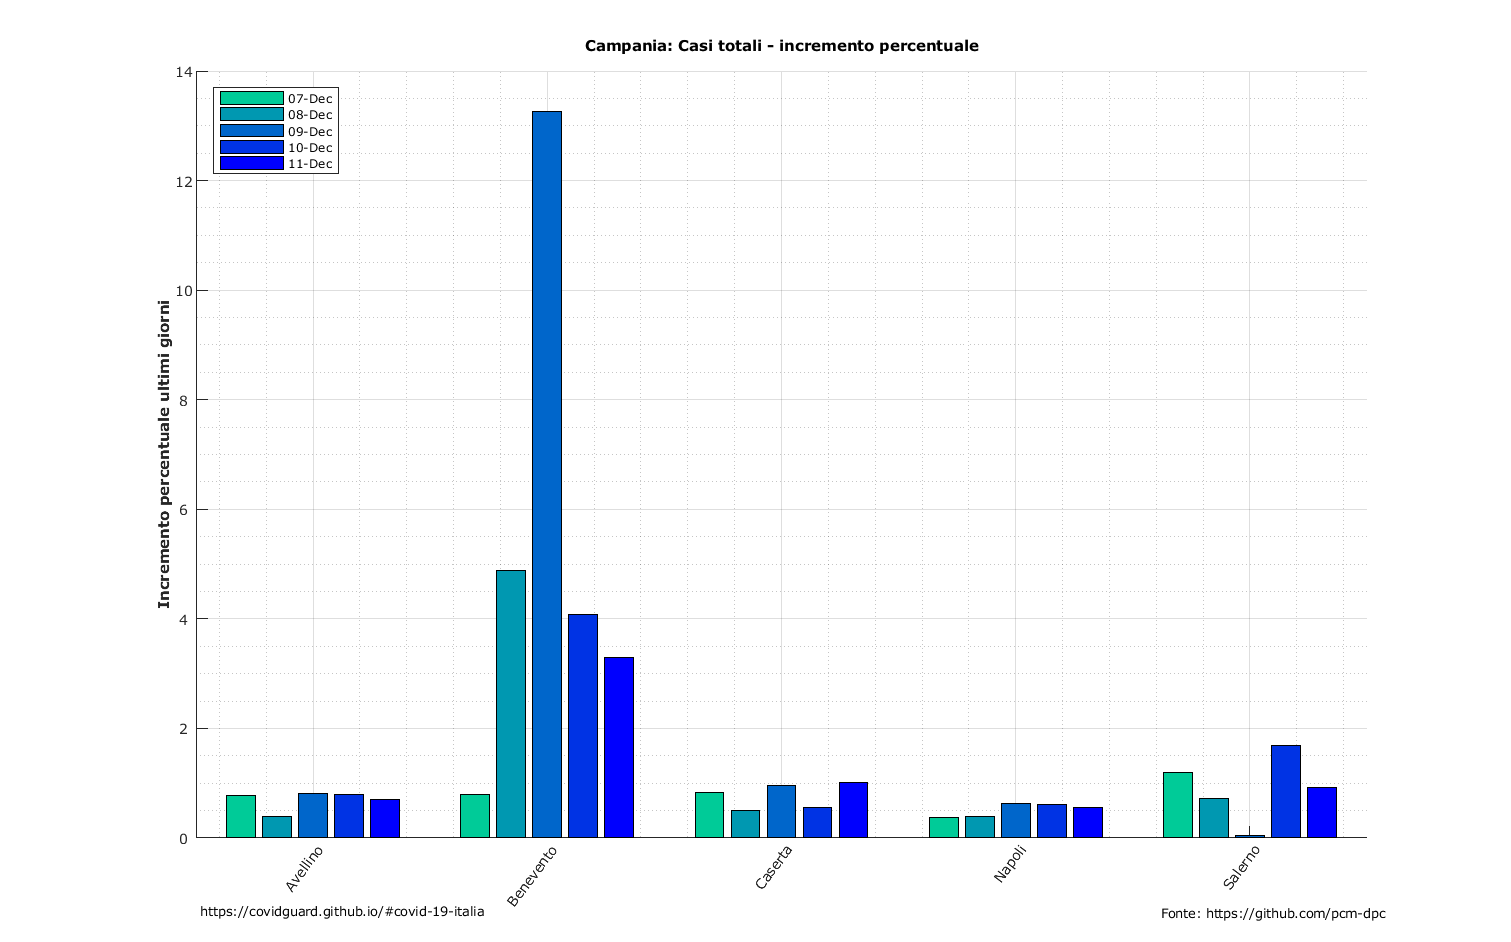 Campania: Casi totali - incremento percentuale
14
12
10
8
6
4
2
0
Incremento percentuale ultimi giorni
07-Dec
08-Dec
09-Dec
10-Dec
11-Dec
Avellino
Benevento
Caserta
Napoli
Salerno
https://covidguard.github.io/#covid-19-italia
Fonte: https://github.com/pcm-dpc